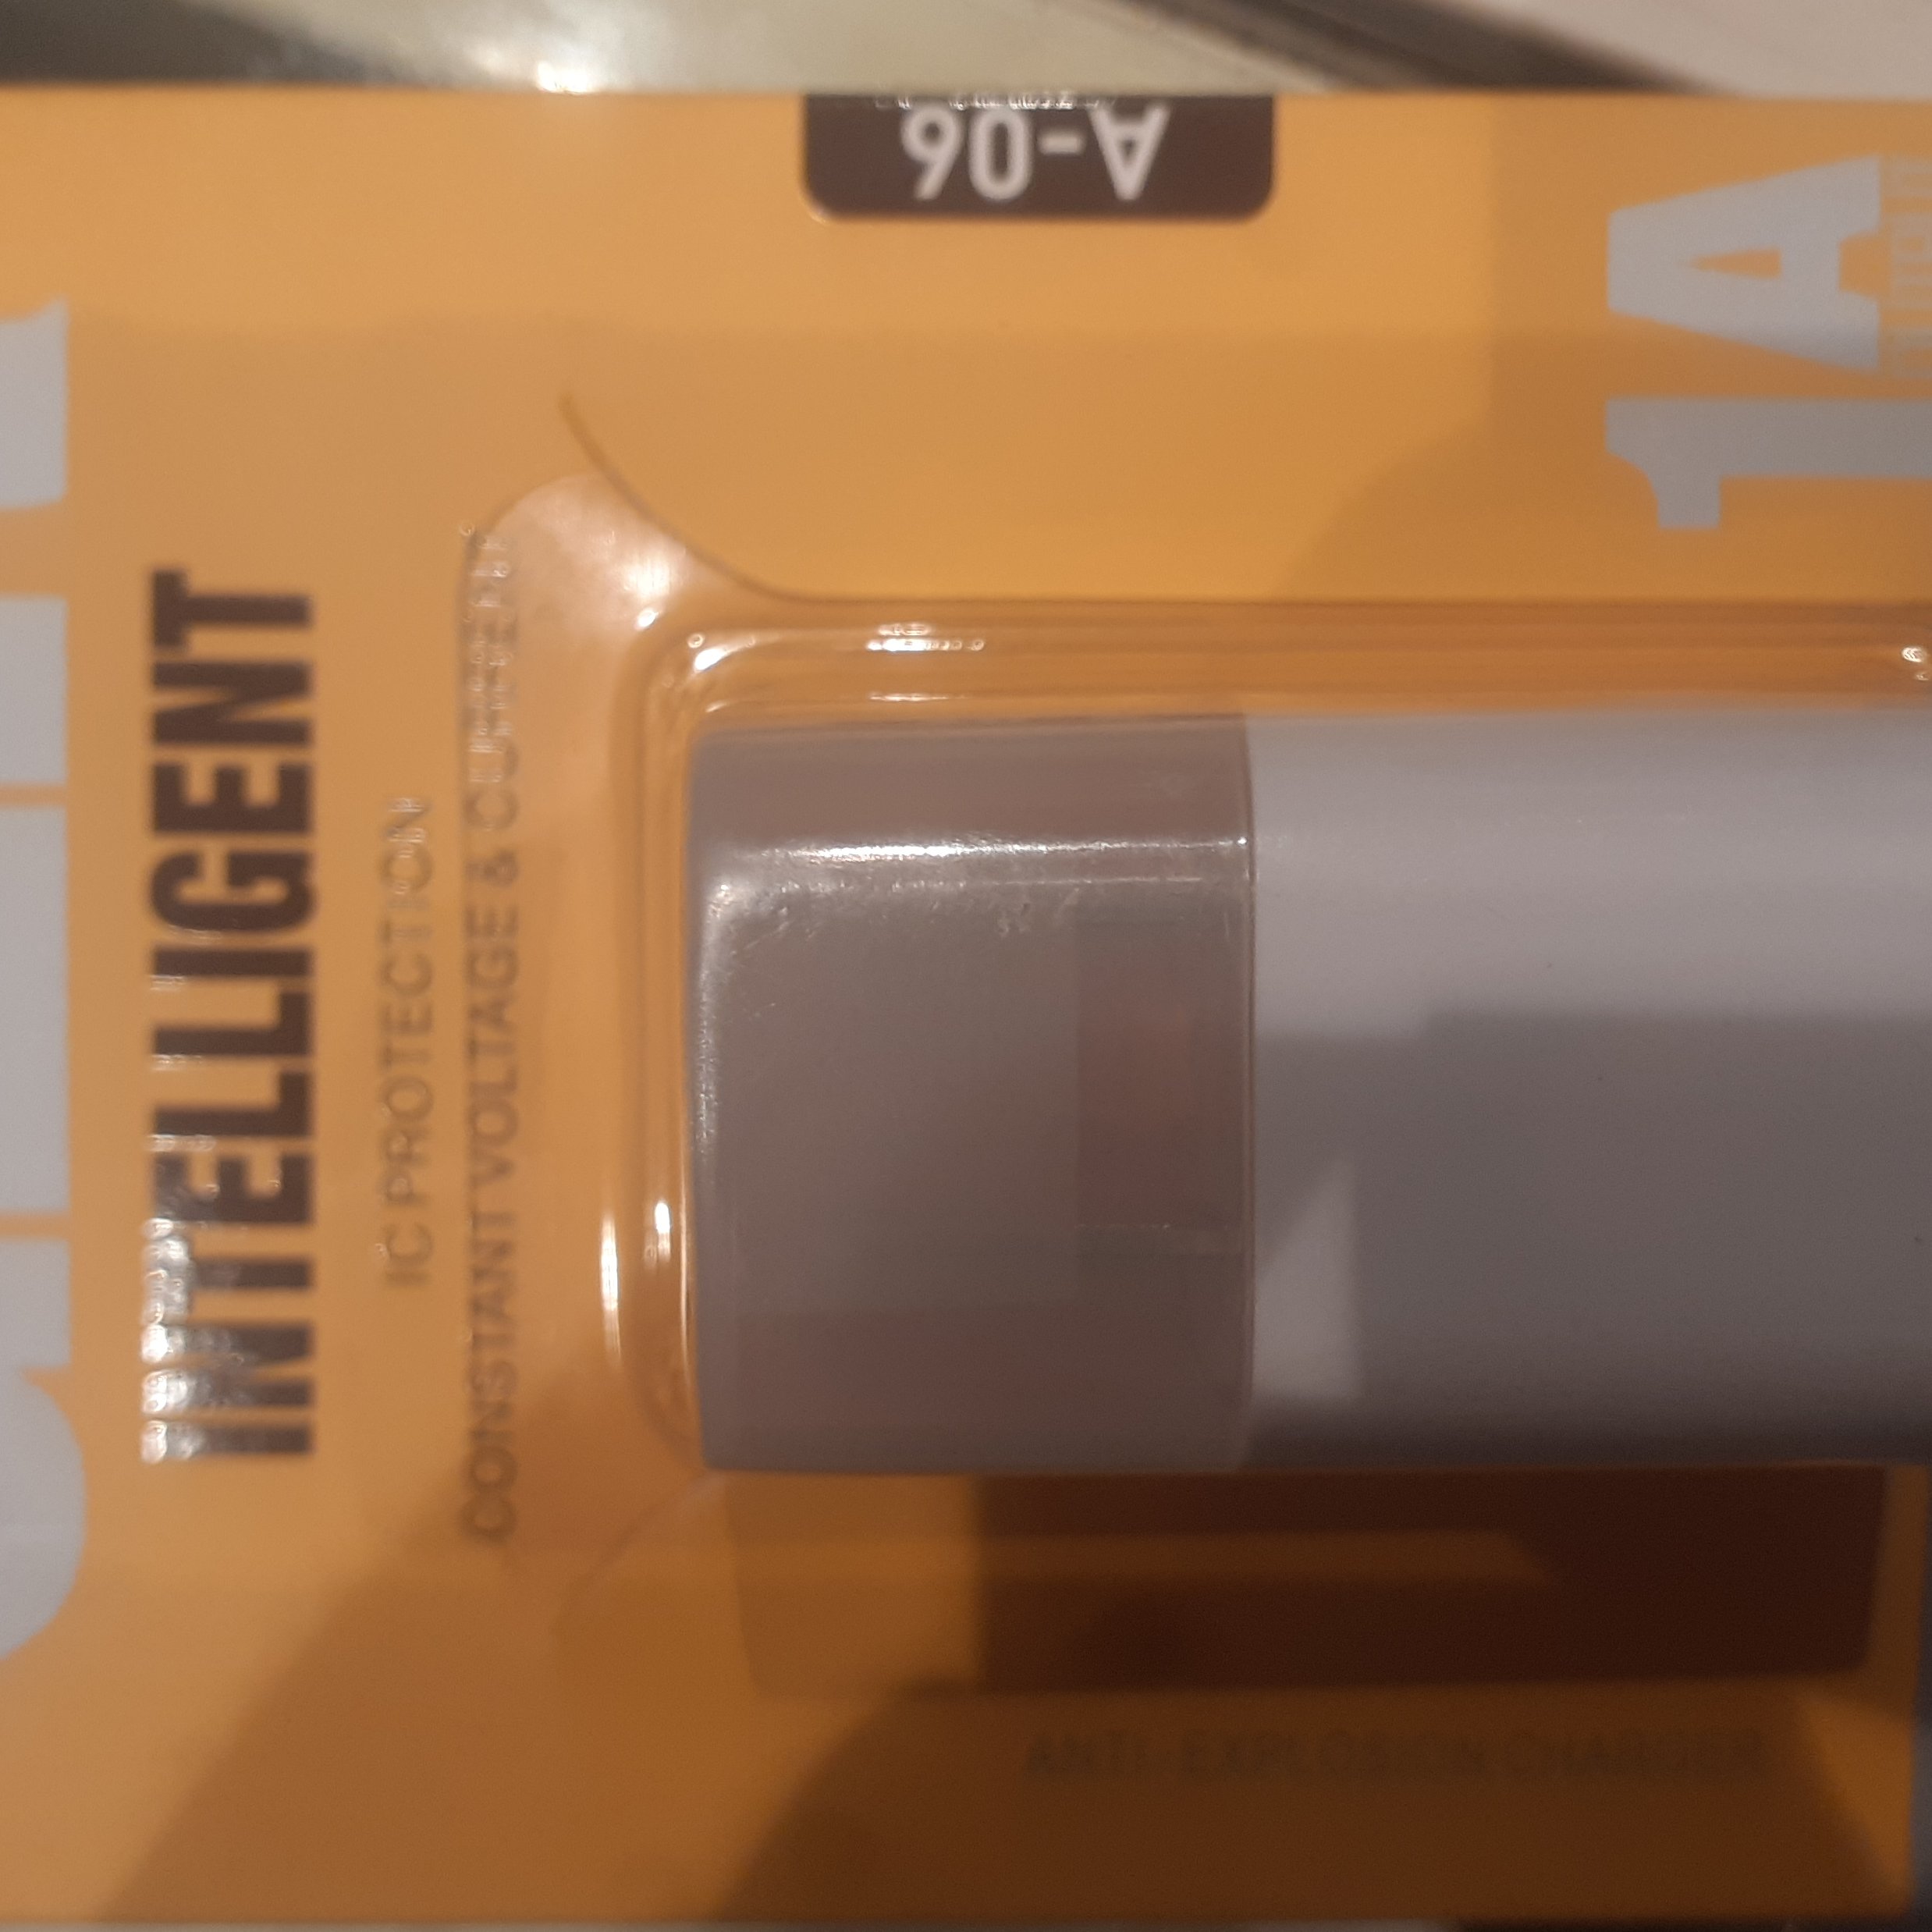 A-06
1A
INTELLIGENT
IC PROTECTION
CONSTANT VOLTAGE & CURRENT
ANTI-EXPLOSION CHARGER